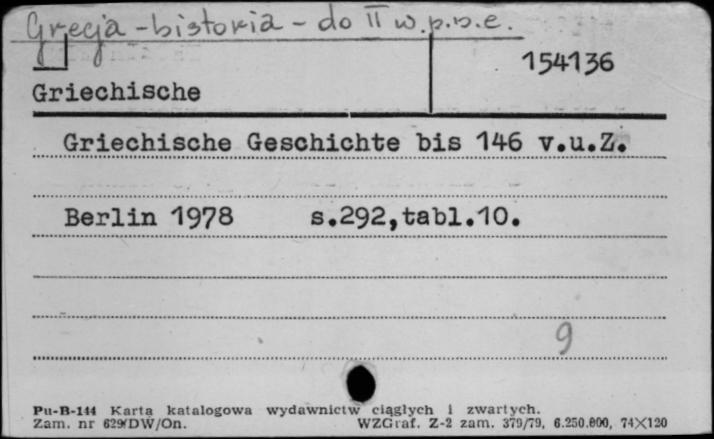 Grecja - historia - do II w. p.n.e.
154136
Griechische
Griechische Geschichte bis 146 v.u.Z.
Berlin 1978 s.292,tabl.10.
9
Pu-B-144 Karta katalogowa wydawnictw ciągłych i zwartych.
Zam. nr 629/DW/On. WZGraf. Z-2 zam. 379/79, 6.250.000, 74X120